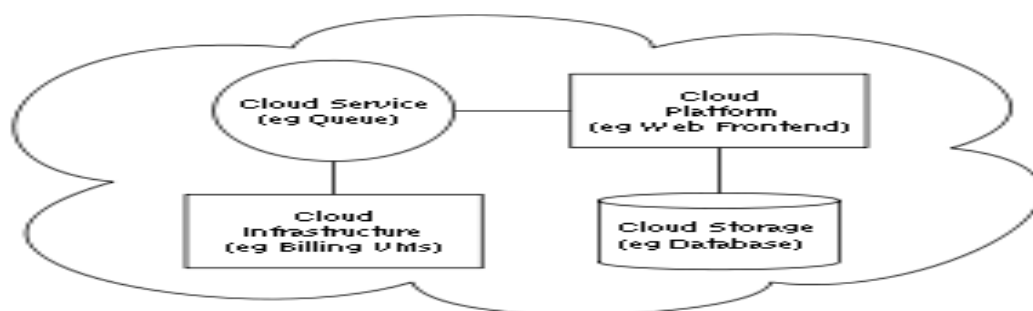 Cloud Service
(eg Queue)
Cloud
Platform
(eg Web Frontend)
Cloud
Infrastructure
(eg Billing VMs)
Cloud Storage
(eg Database)